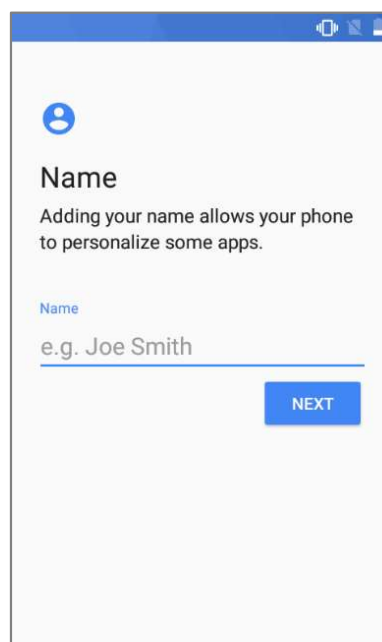 Name
Adding your name allows your phone
to personalize some apps.
Name
e.g. Joe Smith
NEXT